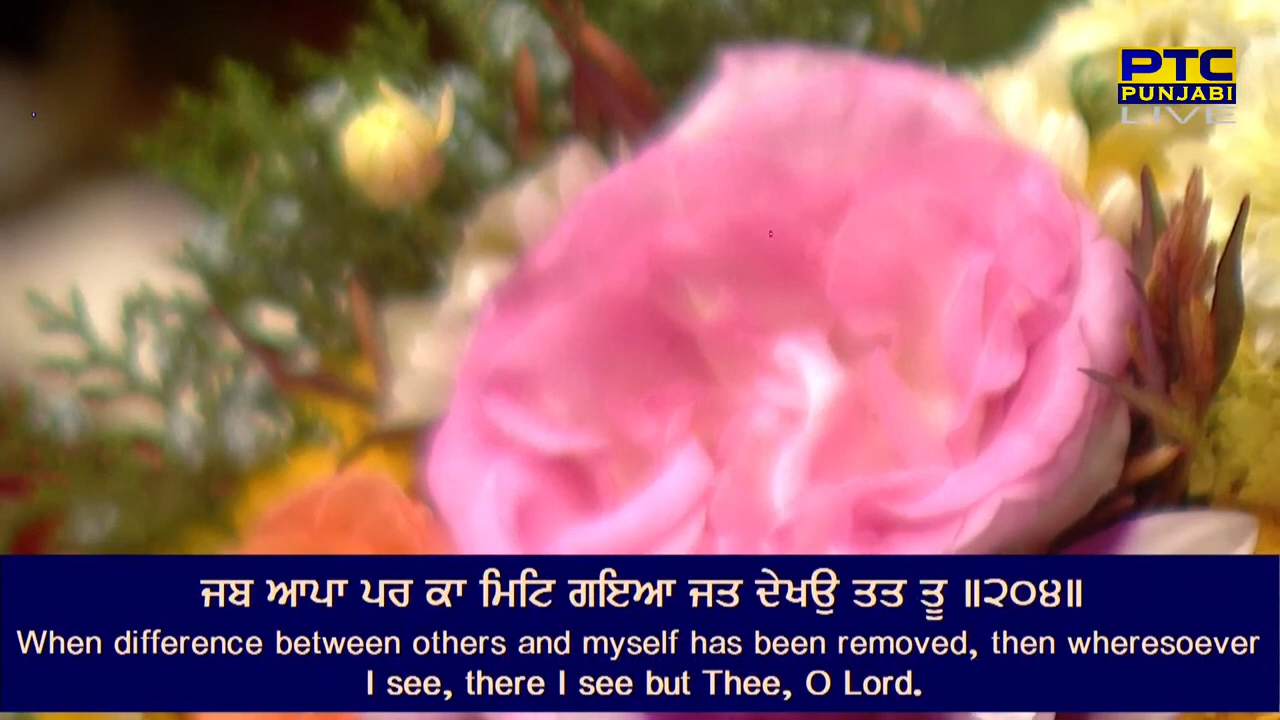 PTC
PUNJABI
LIVE
ਜਬ ਆਪਾ ਪਰ ਕਾ ਮਿਟਿ ਗਇਆ ਜਤ ਦੇਖਉ ਤਤ ਤੂ ॥੨੦੪॥
When difference between others and myself has been removed, then wheresoever
I see, there I see but Thee, O Lord.